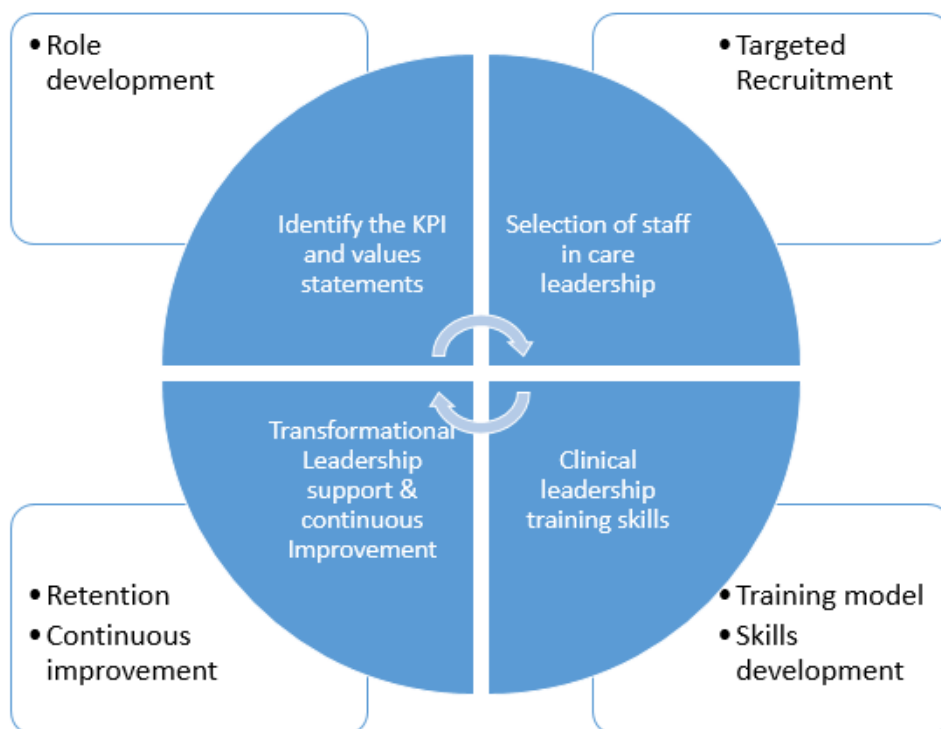 • Role
development
• Targeted
Recruitment
Identify the KPI
and values
statements
Selection of staff
in care
leadership
Transformational
Leadership
support &
continuous
Improvement
Clinical
leadership
training skills
• Retention
• Continuous
improvement
• Training model
• Skills
development